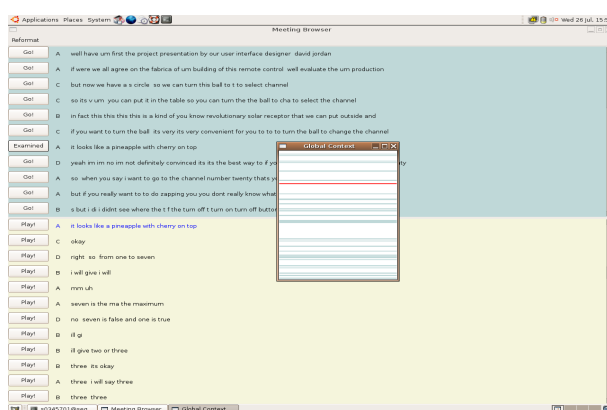 Applications Places System
Wed 26 Jul, 15:5
Meeting Browser
Reformat
Go! A well have um first the project presentation by our user interface designer david jordan
Go! A if were we all agree on the fabrica of um building of this remote control well evaluate the um production
Go! C but now we have a s circle so we can turn this ball to t to select channel
Go! C so its v um you can put it in the table so you can turn the the ball to cha to select the channel
Go! B in fact this this this this is a kind of you know revolutionary solar receptor that we can put outside and
Go! C if you want to turn the ball its very its very convenient for you to to to turn the ball to change the channel
Examined A it looks like a pineapple with cherry on top
Global Context
Go! D yeah im im no im not definitely convinced its its the best way to if yo
Go! A so when you say i want to go to the channel number twenty thats y
Go! A but if you really want to to do zapping you you dont really know what
Go! B s but i di i didnt see where the t f the turn off t turn on turn off butto
Play! A it looks like a pineapple with cherry on top
Play! C okay
Play! D right so from one to seven
Play! B i will give i will
Play! A mm uh
Play! A seven is the ma the maximum
Play! D no seven is false and one is true
Play! B ill gi
Play! B ill give two or three
Play! B three its okay
Play! A three i will say three
Play! B three three
Meeting Browser
Global Context